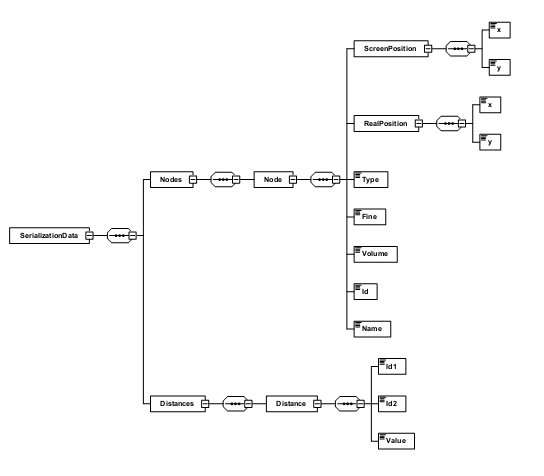 x
ScreenPosition
y
x
RealPosition
y
Nodes
Node
Type
Fine
Volume
SerializationData
Id
Name
Id1
Distances
Distance
Id2
Value